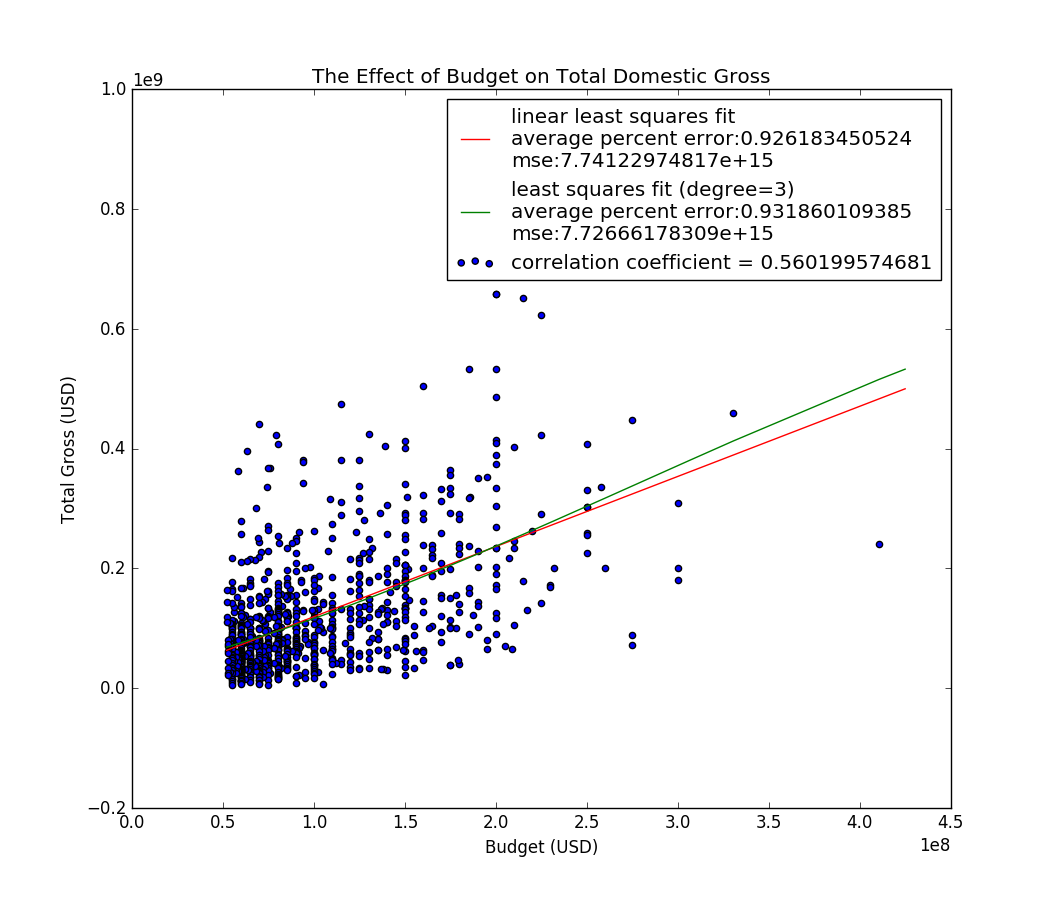 The Effect of Budget on Total Domestic Gross
1e9
1.0
0.8
0.6
0.4
0.2
0.0
−0.2
Total Gross (USD)
linear least squares fit
average percent error:0.926183450524
mse:7.74122974817e+15
least squares fit (degree=3)
average percent error:0.931860109385
mse:7.72666178309e+15
correlation coefficient = 0.560199574681
0.0 0.5 1.0 1.5 2.0 2.5 3.0 3.5 4.0 4.5
1e8
Budget (USD)